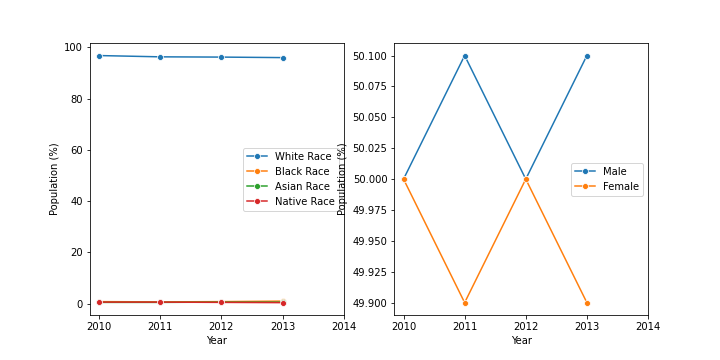 100
80
60
40
20
0
Population (%)
White Race
Black Race
Asian Race
Native Race
2010 2011 2012 2013 2014
Year
50.100
50.075
50.050
50.025
50.000
49.975
49.950
49.925
49.900
Population (%)
Male
Female
2010 2011 2012 2013 2014
Year